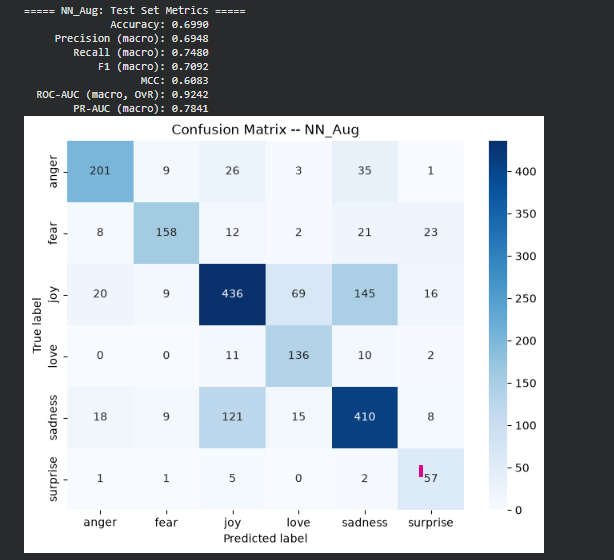 ===== NN_Aug: Test Set Metrics =====
Accuracy: 0.6990
Precision (macro): 0.6948
Recall (macro): 0.7480
F1 (macro): 0.7092
MCC: 0.6083
ROC-AUC (macro, OvR): 0.9242
PR-AUC (macro): 0.7841
Confusion Matrix -- NN_Aug
True label
anger 201 9 26 3 35 1
fear 8 158 12 2 21 23
joy 20 9 436 69 145 16
love 0 0 11 136 10 2
sadness 18 9 121 15 410 8
surprise 1 1 5 0 2 57
anger fear joy love sadness surprise
Predicted label
400
350
300
250
200
150
100
50
0